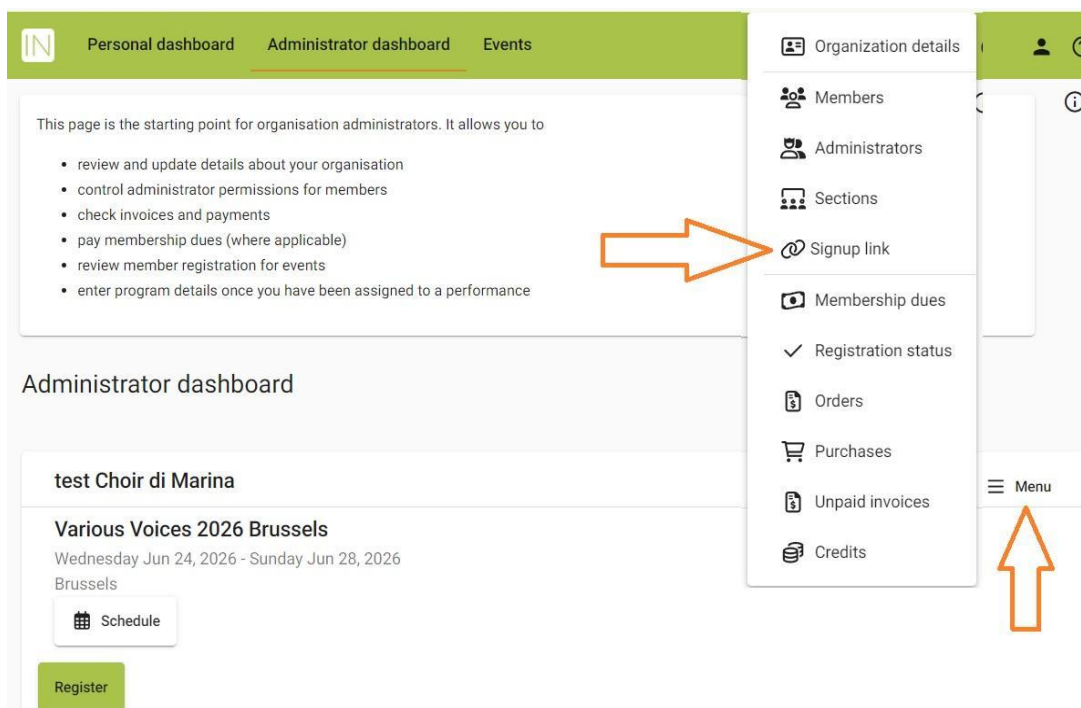 IN
Personal dashboard
Administrator dashboard
Events
This page is the starting point for organisation administrators. It allows you to
review and update details about your organisation
control administrator permissions for members
check invoices and payments
pay membership dues (where applicable)
review member registration for events
enter program details once you have been assigned to a performance
Organization details
Members
Administrators
Sections
Signup link
Membership dues
Registration status
Orders
Purchases
Unpaid invoices
Credits
Administrator dashboard
test Choir di Marina
Menu
Various Voices 2026 Brussels
Wednesday Jun 24, 2026 - Sunday Jun 28, 2026
Brussels
Schedule
Register